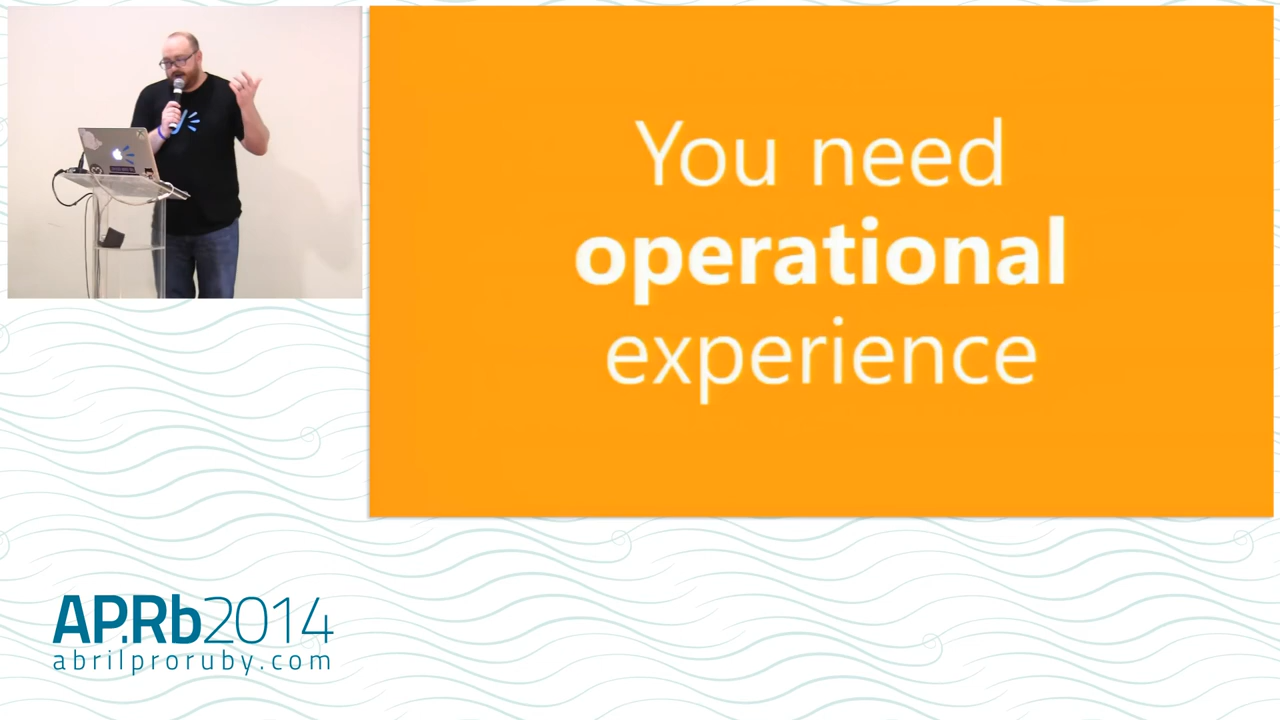 You need
operational
experience
AP.Rb2014
abrilproruby.com